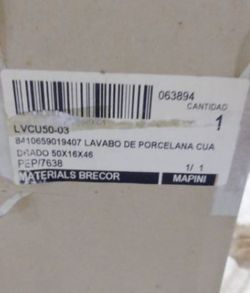 063894
CANTIDAD
LVCU50-03
1
8410659019407 LAVABO DE PORCELANA CUA
DRADO 50X16X46
PEP/7638
1/ 1
MATERIALS BRECOR
MAPINI